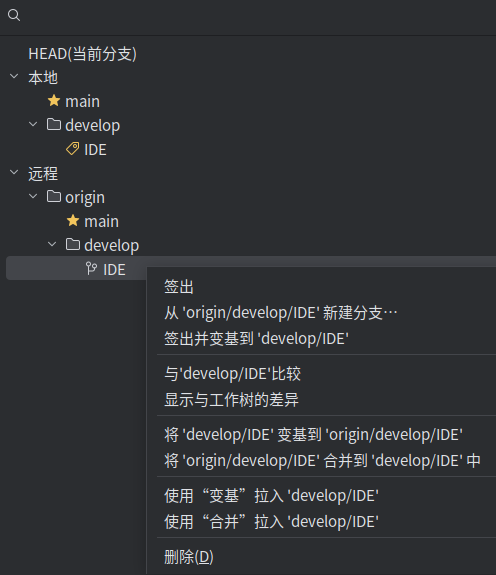 HEAD(当前分支)
本地
main
develop
IDE
远程
origin
main
develop
IDE
签出
从 'origin/develop/IDE' 新建分支…
签出并变基到 'develop/IDE'
与'develop/IDE'比较
显示与工作树的差异
将 'develop/IDE' 变基到 'origin/develop/IDE'
将 'origin/develop/IDE' 合并到 'develop/IDE' 中
使用“变基”拉入 'develop/IDE'
使用“合并”拉入 'develop/IDE'
删除(D)